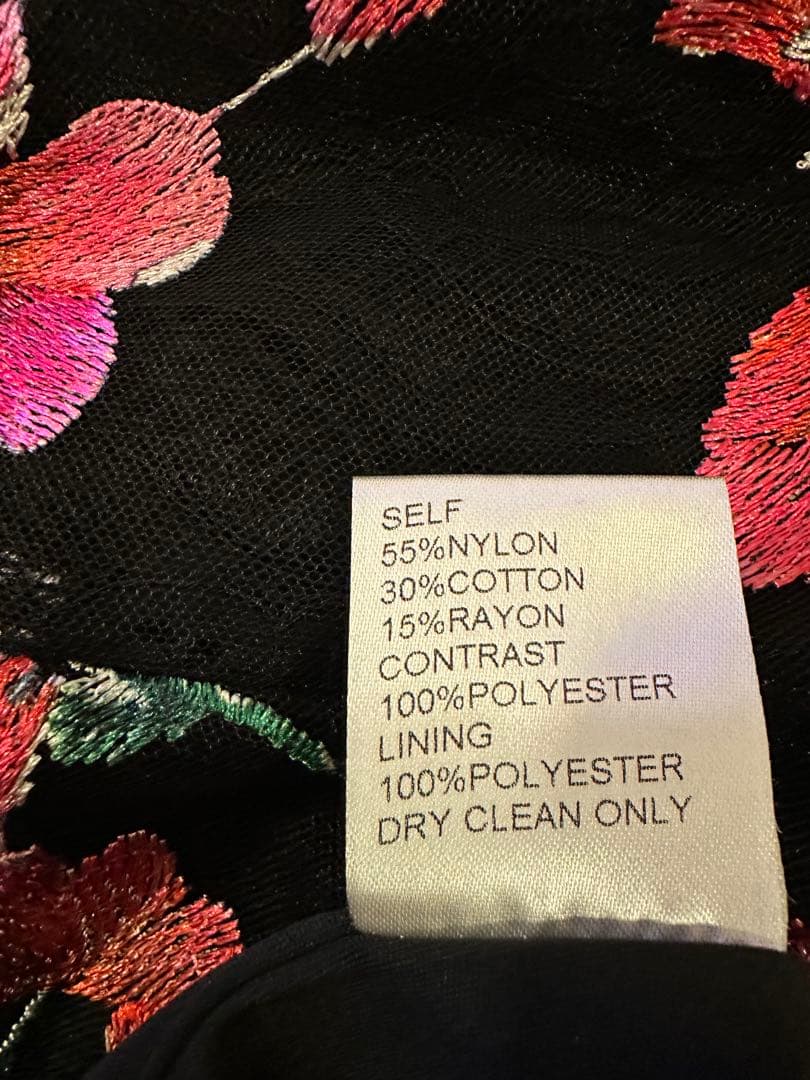 SELF
55%NYLON
30%COTTON
15%RAYON
CONTRAST
100%POLYESTER
LINING
100%POLYESTER
DRY CLEAN ONLY